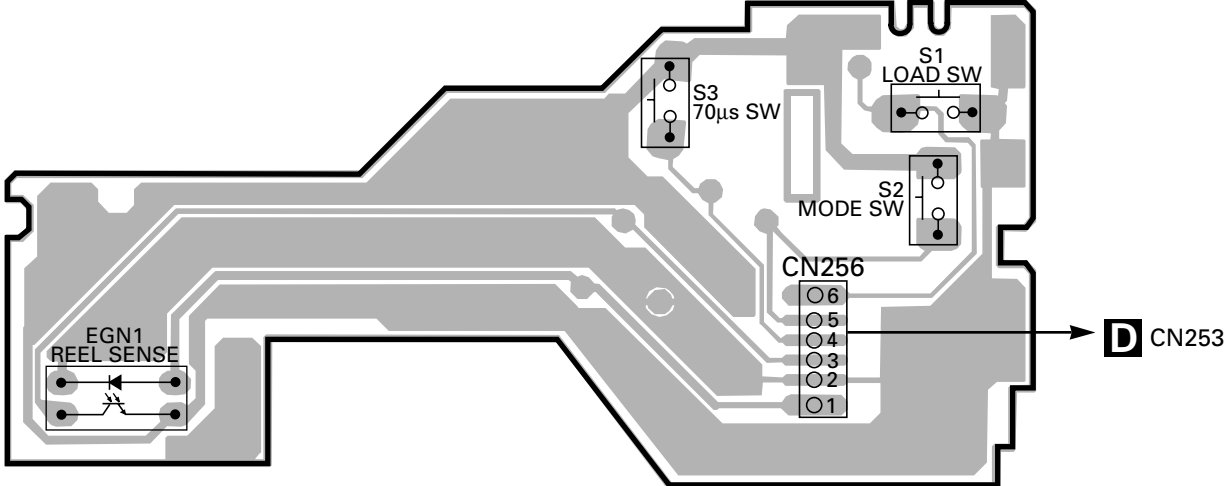 S1
LOAD SW
S3
70μs SW
S2
MODE SW
CN256
6
5
4
3
2
1
D CN253
EGN1
REEL SENSE